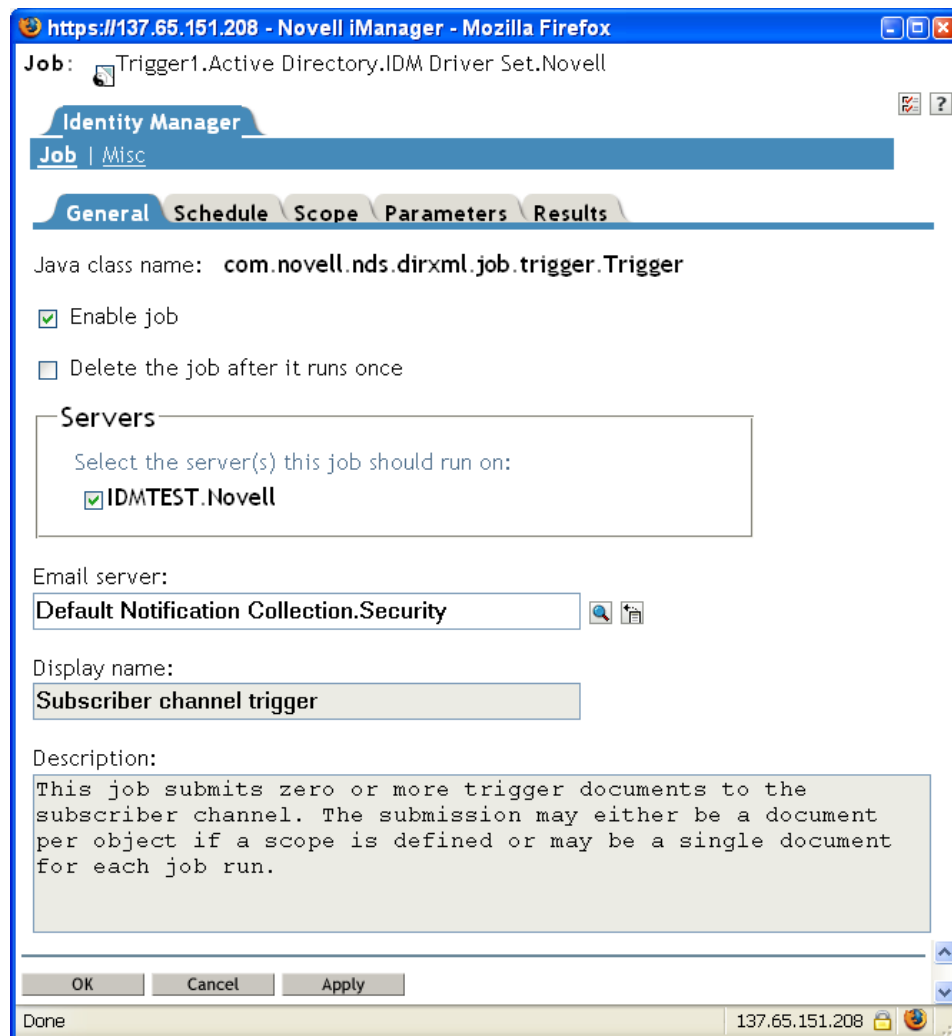 https://137.65.151.208 - Novell iManager - Mozilla Firefox
Job: Trigger1.Active Directory.IDM Driver Set.Novell
?
Identity Manager
Job | Misc
General Schedule Scope Parameters Results
Java class name: com.novell.nds.dirxml.job.trigger.Trigger
Enable job
Delete the job after it runs once
Servers
Select the server(s) this job should run on:
IDMTEST.Novell
Email server:
Default Notification Collection.Security
Display name:
Subscriber channel trigger
Description:
This job submits zero or more trigger documents to the
subscriber channel. The submission may either be a document
per object if a scope is defined or may be a single document
for each job run.
OK Cancel Apply
Done 137.65.151.208